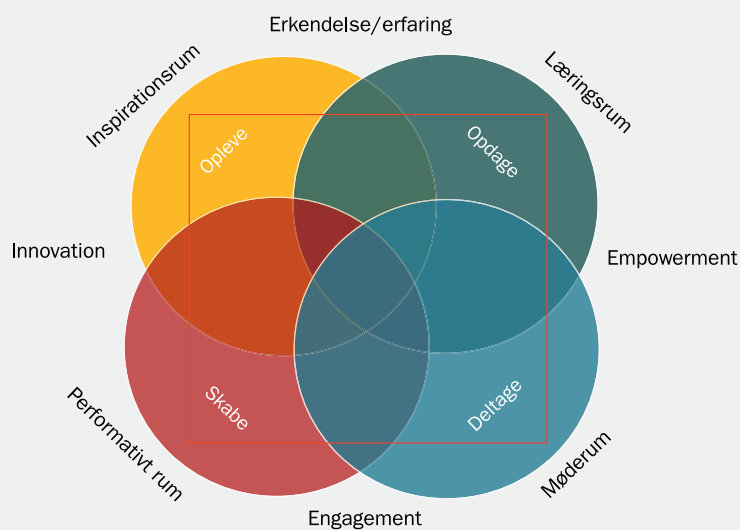 Erkendelse/erfaring
Inspirationsrum
Læringsrum
Opleve
Opdage
Innovation
Empowerment
Skabe
Deltage
Performativt rum
Møderum
Engagement